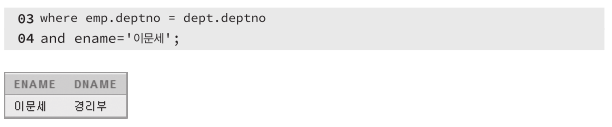 03 where emp.deptno = dept.deptno
04 and ename='이문세';
ENAME DNAME
이문세 경리부